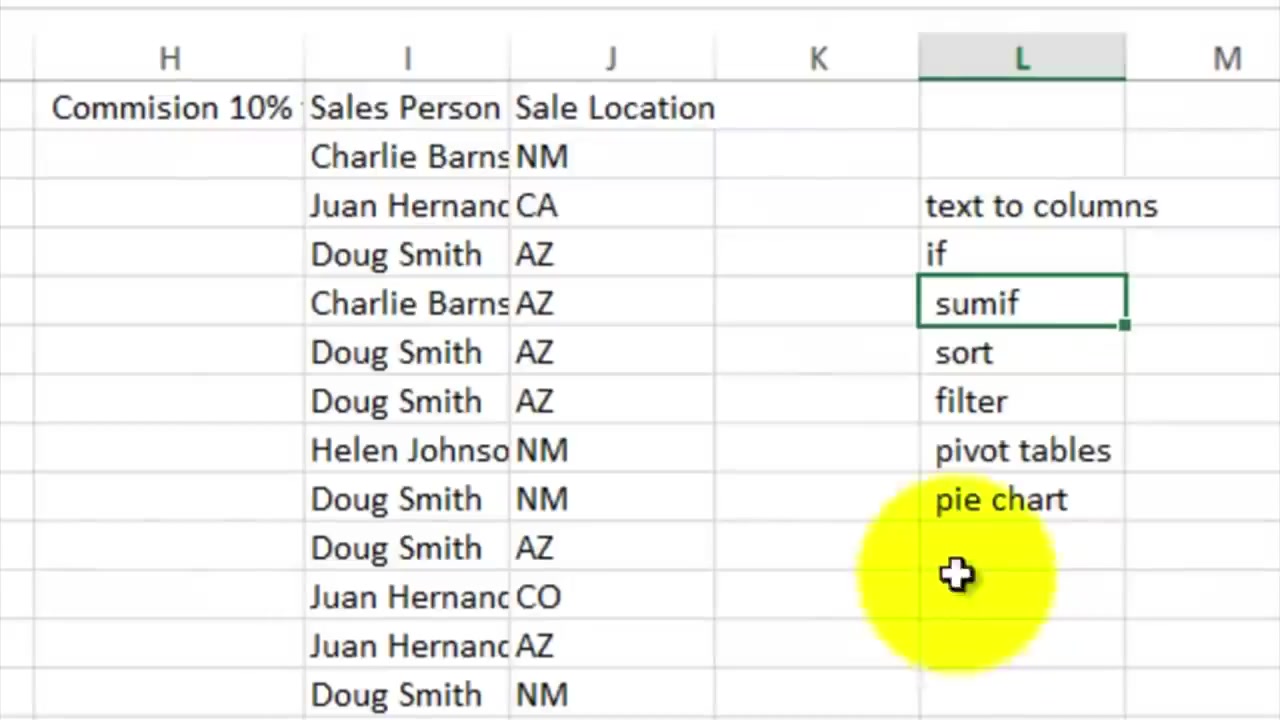 H I J K L M
Commision 10% Sales Person Sale Location
Charlie Barns NM
Juan Hernanc CA text to columns
Doug Smith AZ if
Charlie Barns AZ sumif
Doug Smith AZ sort
Doug Smith AZ filter
Helen Johnso NM pivot tables
Doug Smith NM pie chart
Doug Smith AZ
Juan Hernanc CO
Juan Hernanc AZ
Doug Smith NM